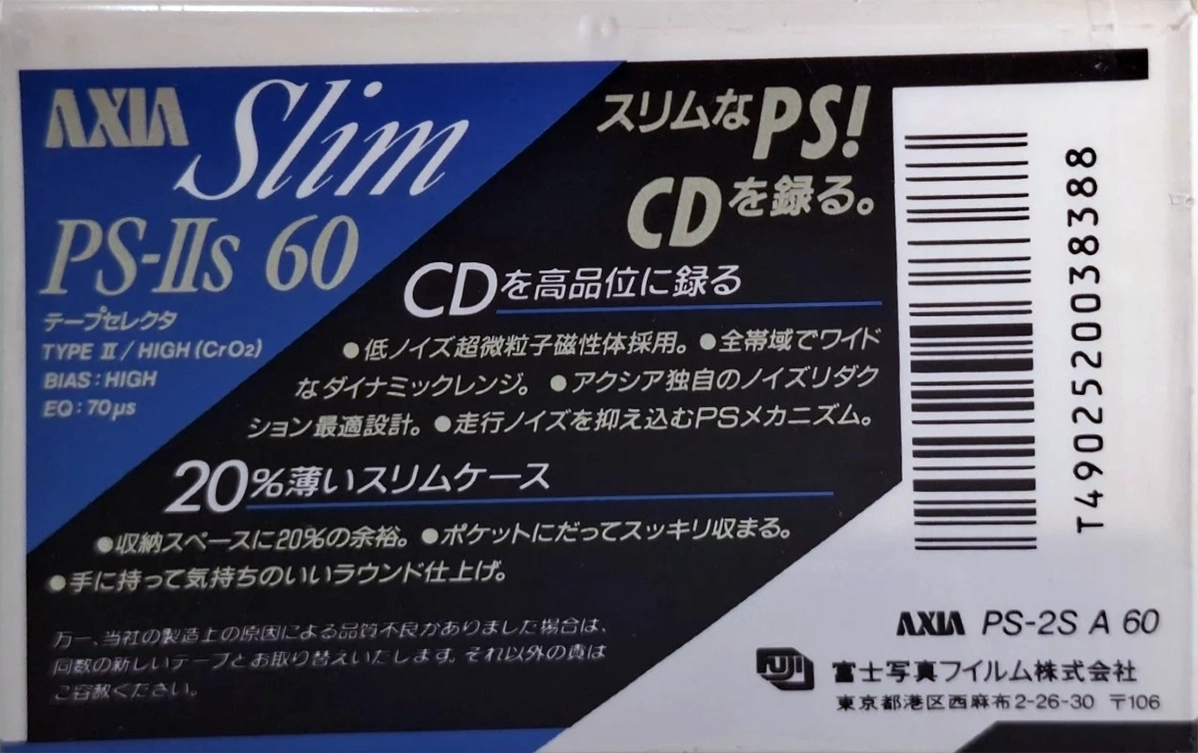 AXIA Slim
PS-IIs 60
テープセレクタ
TYPE II/HIGH(CrO₂)
BIAS:HIGH
EQ:70μs
スリムなPS!
CDを録る。
CDを高品位に録る
●低ノイズ超微粒子磁性体採用。●全帯域でワイド
なダイナミックレンジ。●アクシア独自のノイズリダク
ション最適設計。●走行ノイズを抑え込むPSメカニズム。
20%薄いスリムケース
●収納スペースに20%の余裕。●ポケットにだってスッキリ収まる。
●手に持って気持ちのいいラウンド仕上げ。
万一、当社の製造上の原因による品質不良がありました場合は、
同数の新しいテープとお取り替えいたします。それ以外の責は
ご容赦ください。
T4902520038388
AXIA PS-2S A 60
FUJI 富士写真フイルム株式会社
東京都港区西麻布2-26-30 〒106